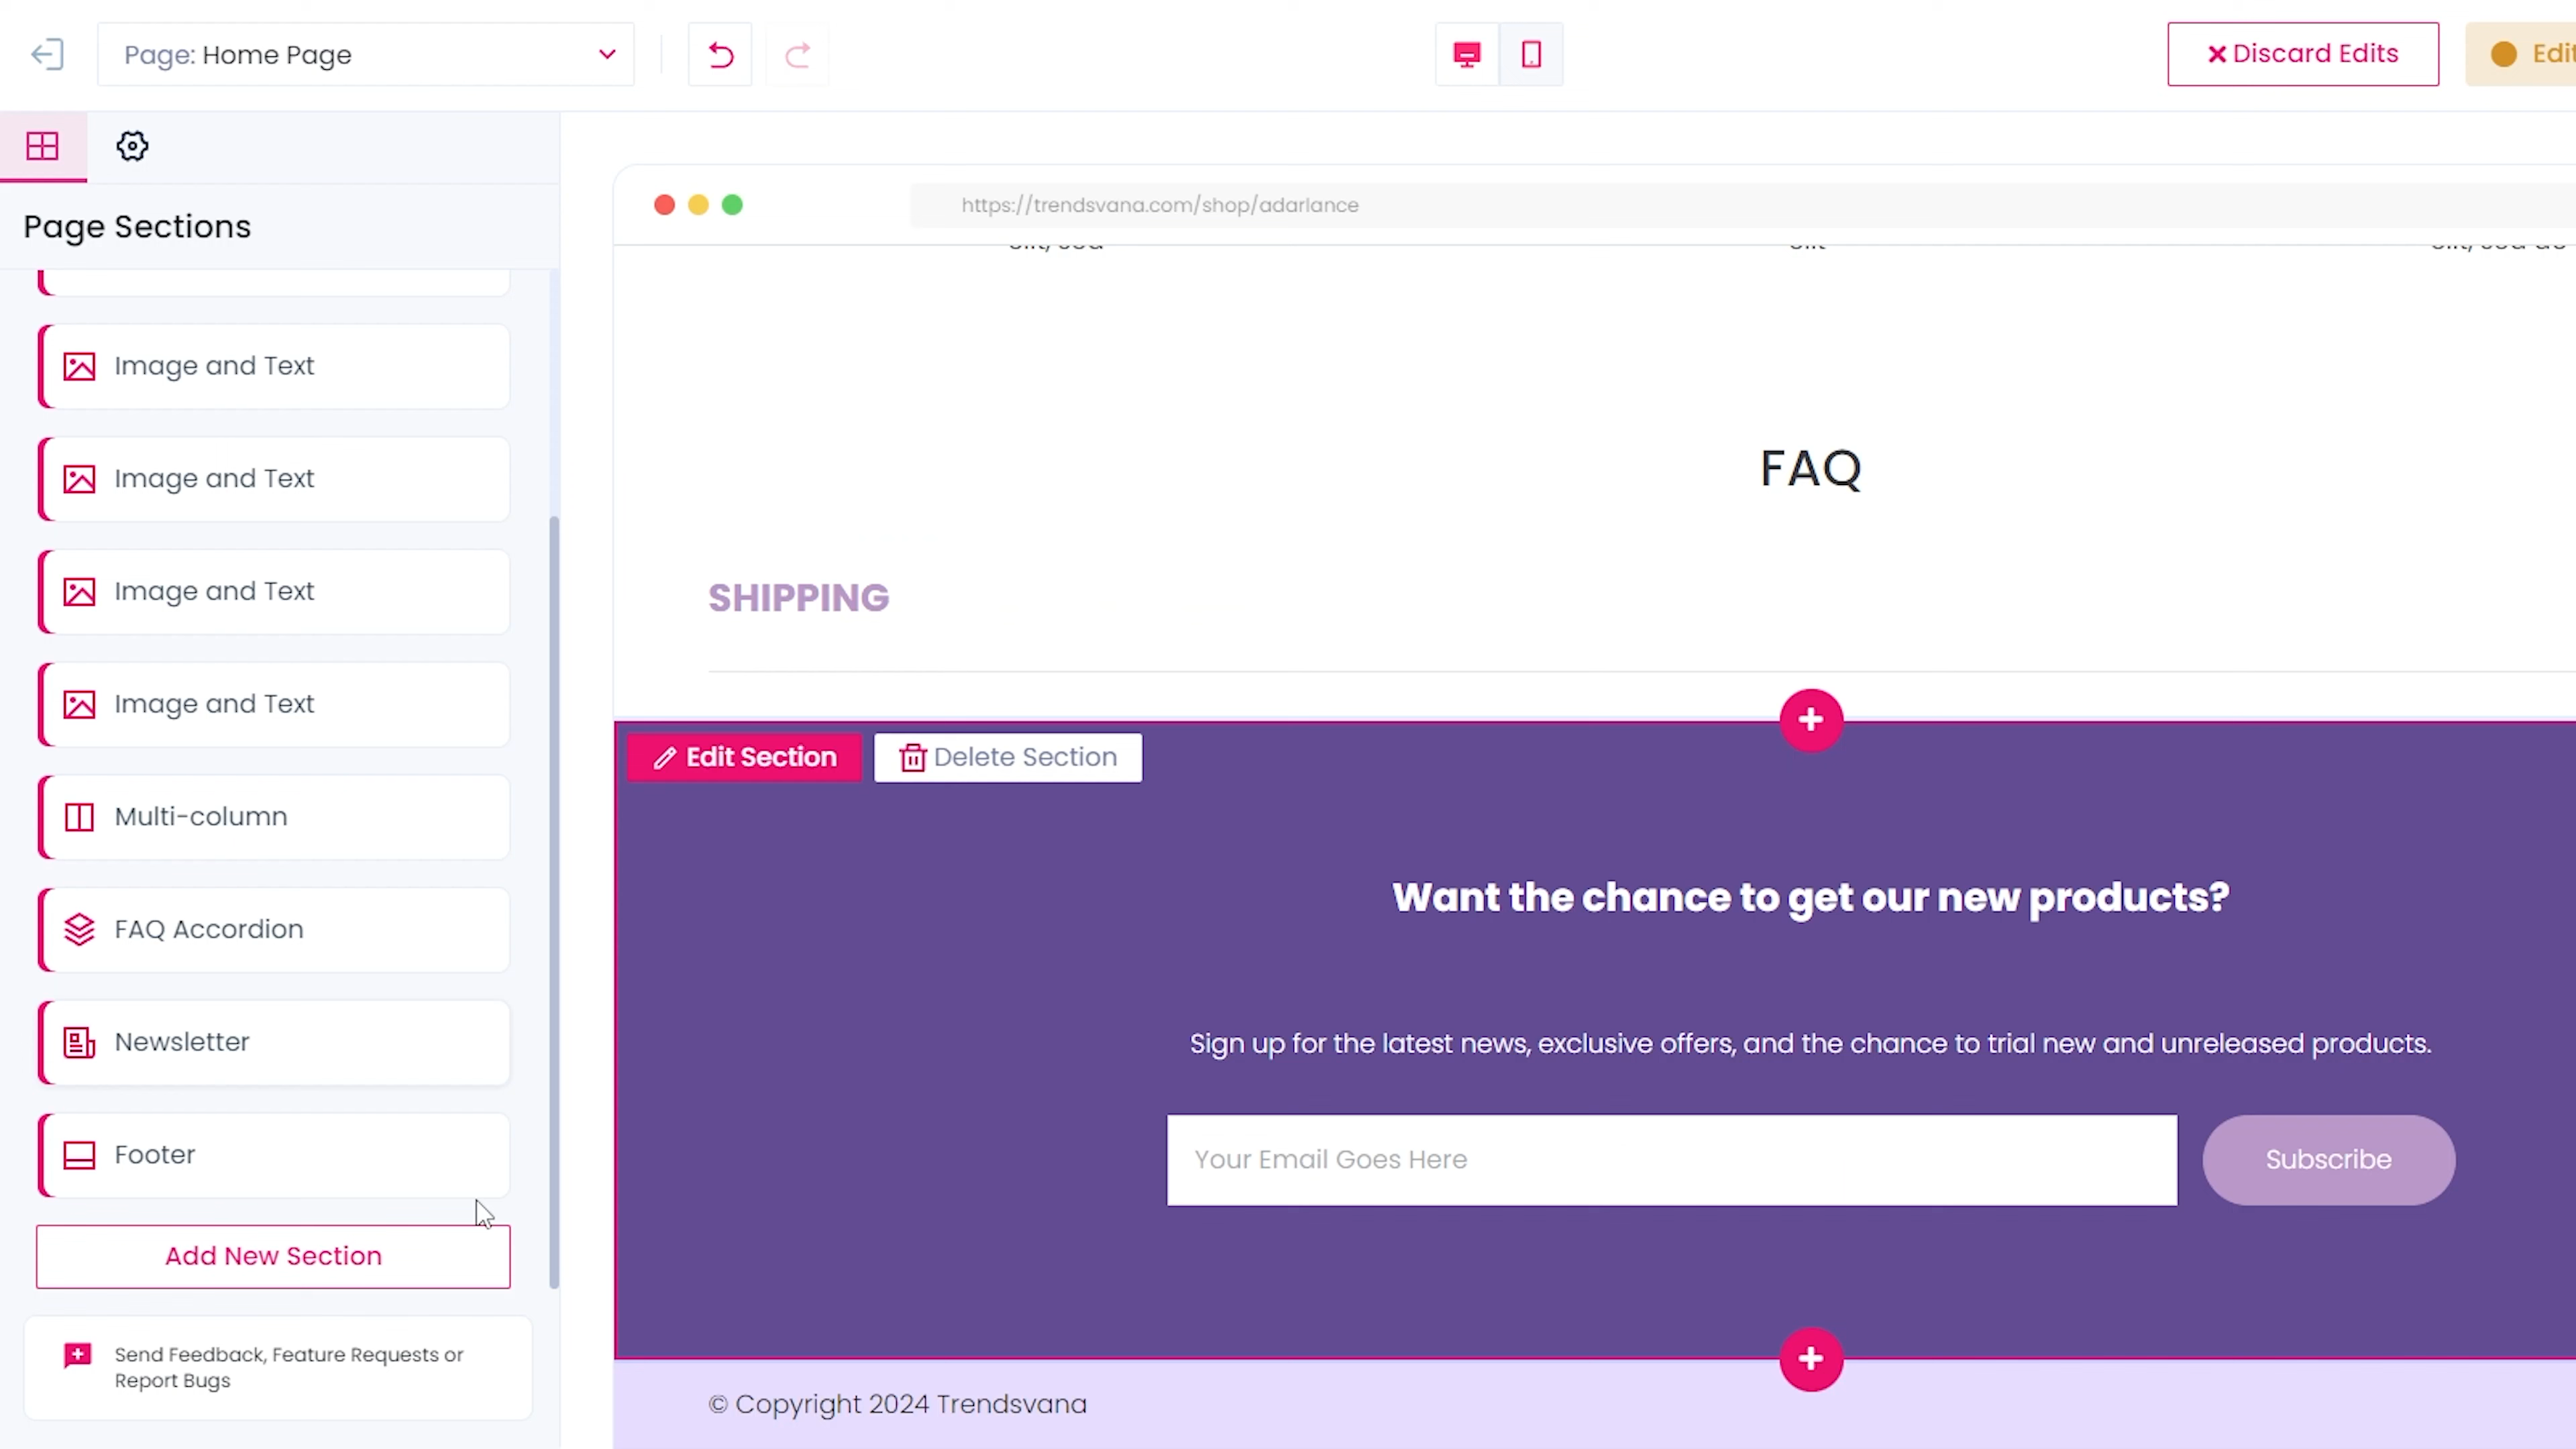 Page: Home Page
Discard Edits
Page Sections
https://trendsvana.com/shop/adarlance
Image and Text
Image and Text
Image and Text
Image and Text
Multi-column
FAQ Accordion
Newsletter
Footer
Add New Section
Send Feedback, Feature Requests or
Report Bugs
FAQ
SHIPPING
Edit Section
Delete Section
Want the chance to get our new products?
Sign up for the latest news, exclusive offers, and the chance to trial new and unreleased products.
Your Email Goes Here
Subscribe
© Copyright 2024 Trendsvana